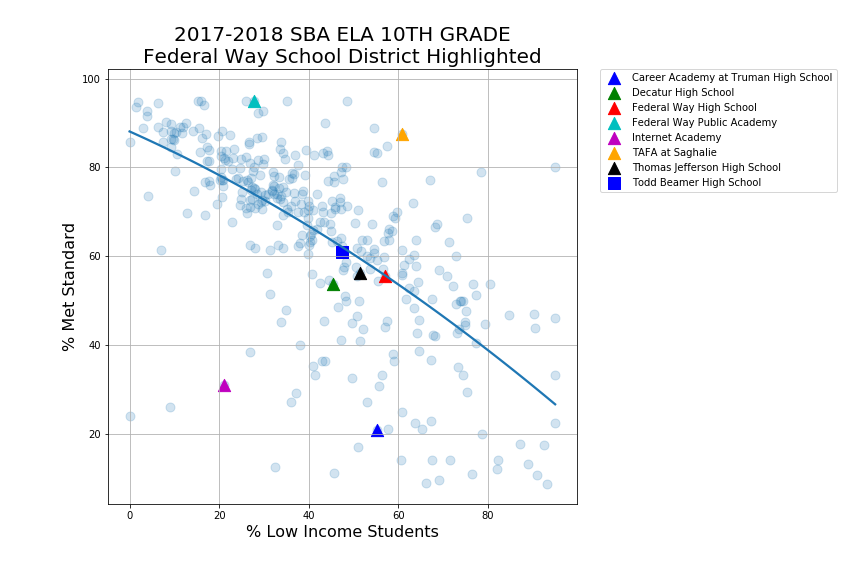 2017-2018 SBA ELA 10TH GRADE
Federal Way School District Highlighted
% Met Standard
100
80
60
40
20
0
20
40
60
80
% Low Income Students
Career Academy at Truman High School
Decatur High School
Federal Way High School
Federal Way Public Academy
Internet Academy
TAFA at Saghalie
Thomas Jefferson High School
Todd Beamer High School